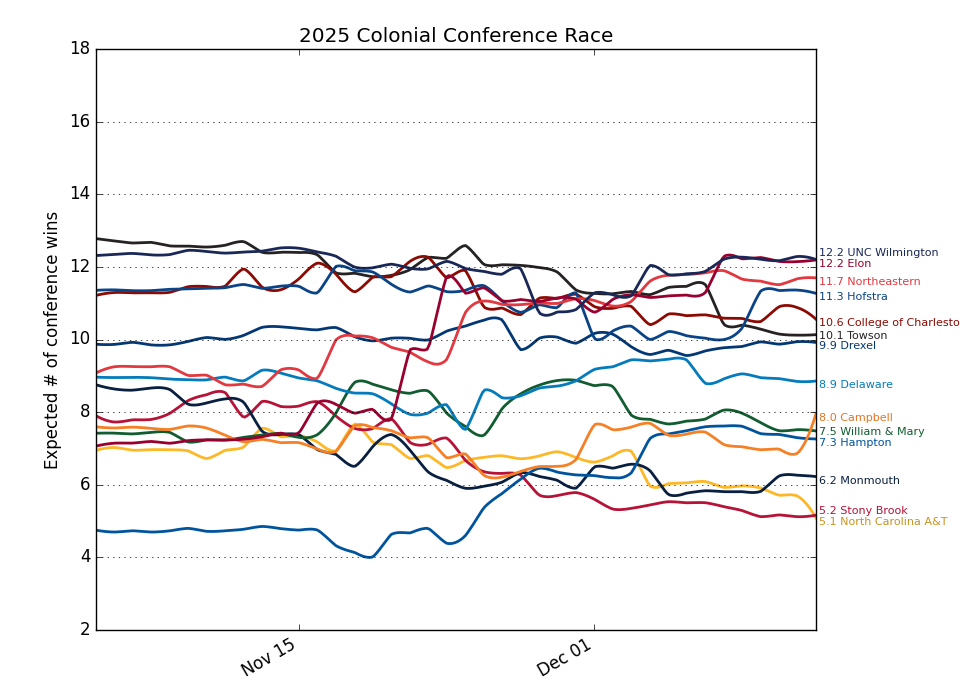 2025 Colonial Conference Race
Expected # of conference wins
18
16
14
12
10
8
6
4
2
Nov 15
Dec 01
12.2 UNC Wilmington
12.2 Elon
11.7 Northeastern
11.3 Hofstra
10.6 College of Charlesto
10.1 Towson
9.9 Drexel
8.9 Delaware
8.0 Campbell
7.5 William & Mary
7.3 Hampton
6.2 Monmouth
5.2 Stony Brook
5.1 North Carolina A&T